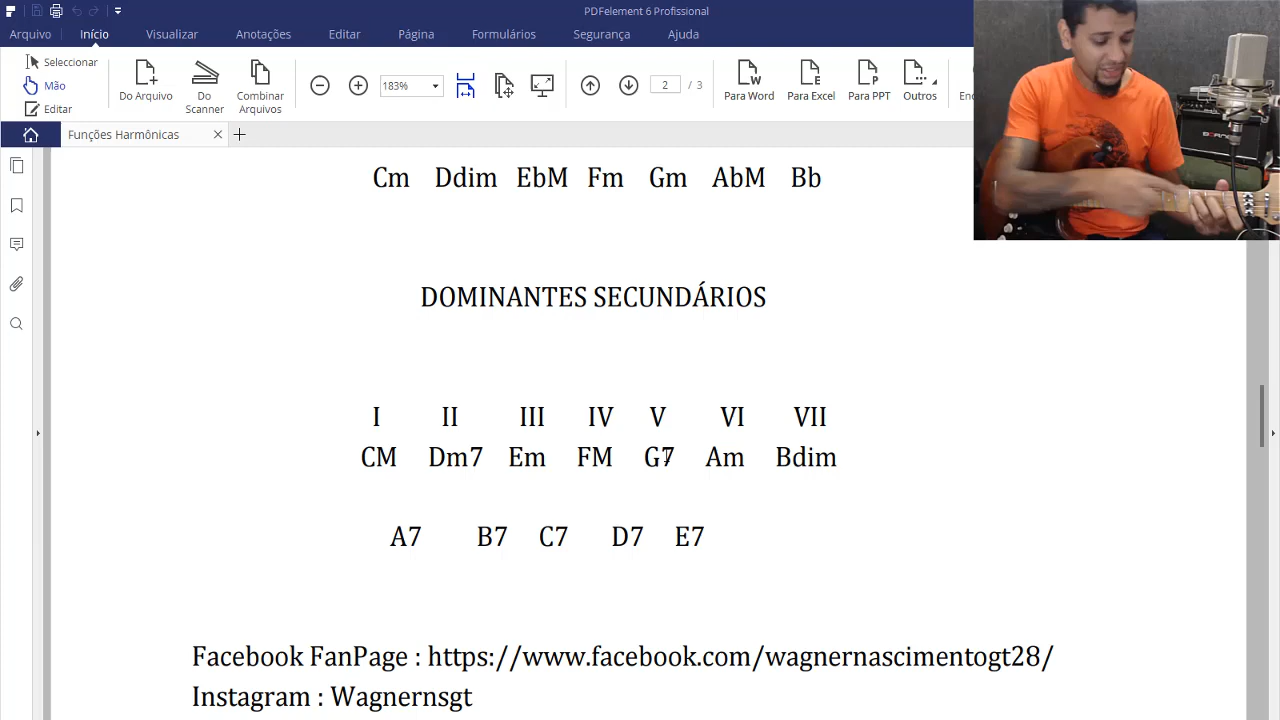 PDFelement 6 Profissional
Arquivo Início Visualizar Anotações Editar Página Formulários Segurança Ajuda
Seleccionar
Mão
Editar
Do Arquivo
Do Scanner
Combinar Arquivos
183%
2 / 3
Para Word
Para Excel
Para PPT
Outros
Funções Harmônicas
Cm Ddim EbM Fm Gm AbM Bb
DOMINANTES SECUNDÁRIOS
I II III IV V VI VII
CM Dm7 Em FM G7 Am Bdim
A7 B7 C7 D7 E7
Facebook FanPage : https://www.facebook.com/wagnernascimentogt28/
Instagram : Wagnernsgt